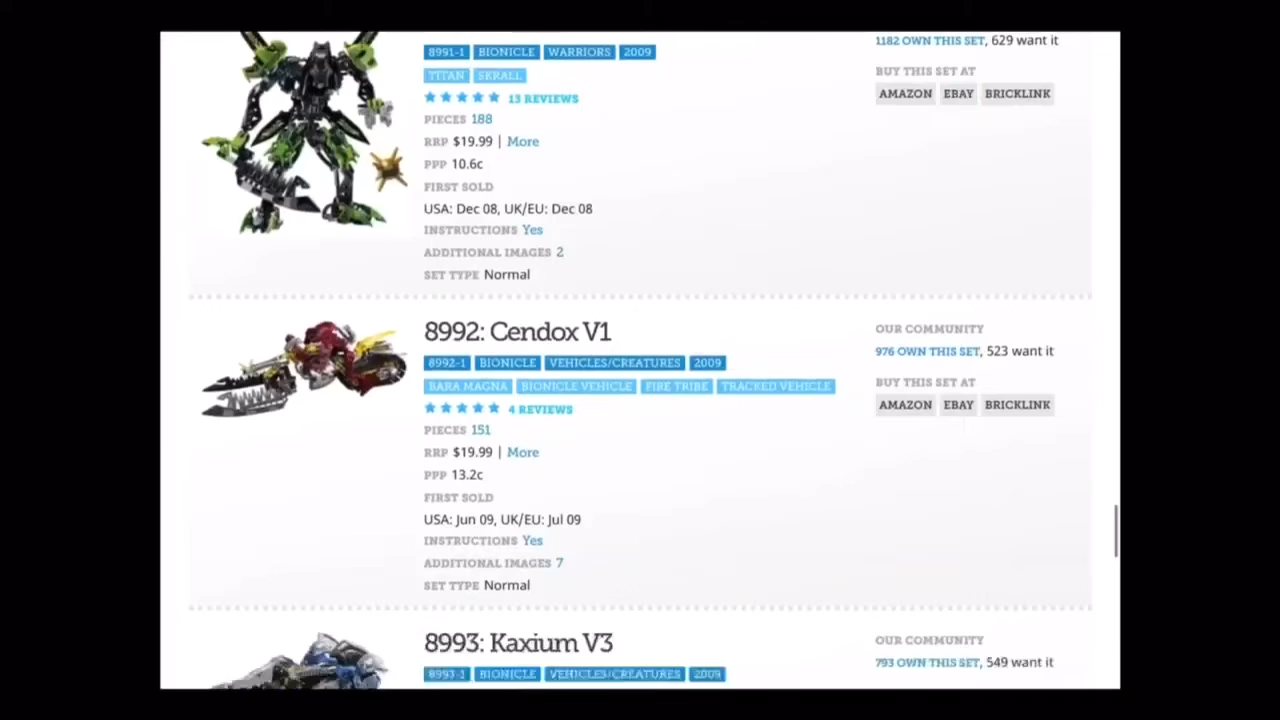 8991-1 BIONICLE WARRIORS 2009
TITAN SKRALL
13 REVIEWS
PIECES 188
RRP $19.99 | More
PPP 10.6c
FIRST SOLD
USA: Dec 08, UK/EU: Dec 08
INSTRUCTIONS Yes
ADDITIONAL IMAGES 2
SET TYPE Normal
1182 OWN THIS SET, 629 want it
BUY THIS SET AT
AMAZON EBAY BRICKLINK
8992: Cendox V1
8992-1 BIONICLE VEHICLES/CREATURES 2009
BARA MAGNA BIONICLE VEHICLE FIRE TRIBE TRACKED VEHICLE
4 REVIEWS
PIECES 151
RRP $19.99 | More
PPP 13.2c
FIRST SOLD
USA: Jun 09, UK/EU: Jul 09
INSTRUCTIONS Yes
ADDITIONAL IMAGES 7
SET TYPE Normal
OUR COMMUNITY
976 OWN THIS SET, 523 want it
BUY THIS SET AT
AMAZON EBAY BRICKLINK
8993: Kaxium V3
8993-1 BIONICLE VEHICLES/CREATURES 2009
OUR COMMUNITY
793 OWN THIS SET, 549 want it